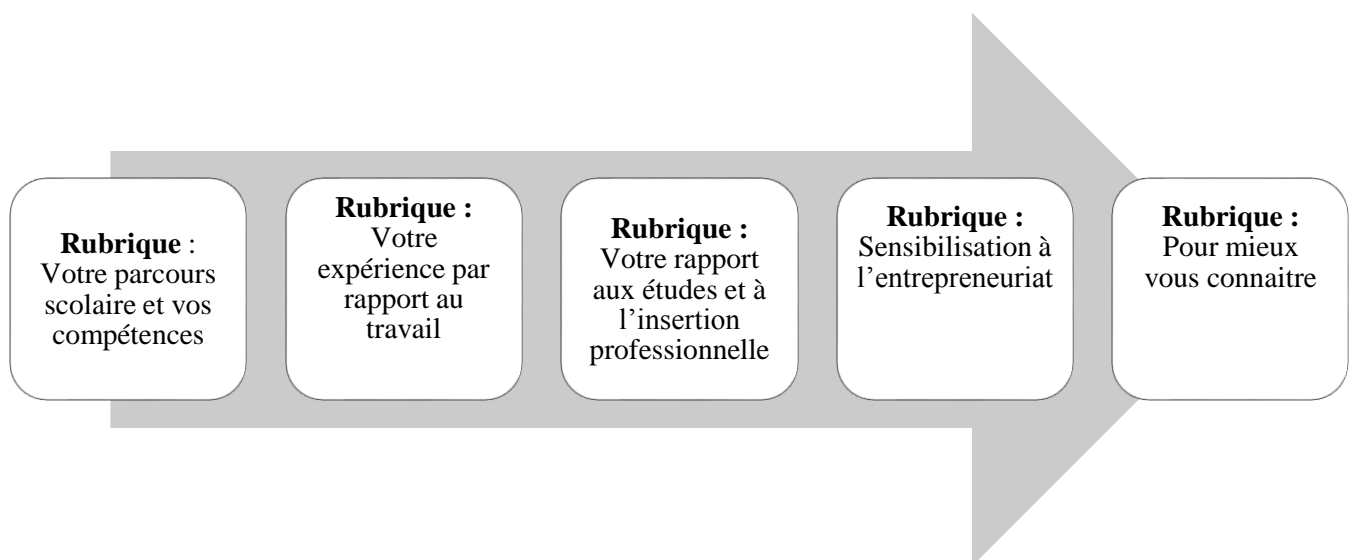 Rubrique :
Votre parcours
scolaire et vos
compétences
Rubrique :
Votre
expérience par
rapport au
travail
Rubrique :
Votre rapport
aux études et à
l’insertion
professionnelle
Rubrique :
Sensibilisation à
l’entrepreneuriat
Rubrique :
Pour mieux
vous connaitre